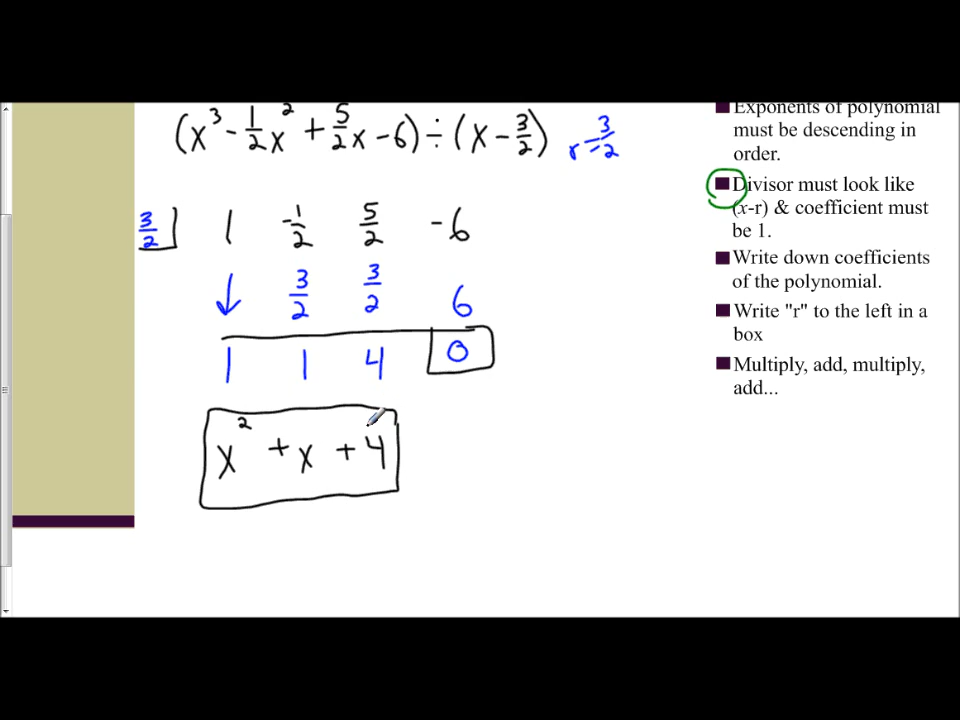 (x³ - 1/2 x² + 5/2 x - 6) ÷ (x - 3/2) r = 3/2
3/2 1 -1/2 5/2 -6
↓ 3/2 3/2 6
1 1 4 0
x² + x + 4
Exponents of polynomial
must be descending in
order.
Divisor must look like
(x-r) & coefficient must
be 1.
Write down coefficients
of the polynomial.
Write "r" to the left in a
box
Multiply, add, multiply,
add...